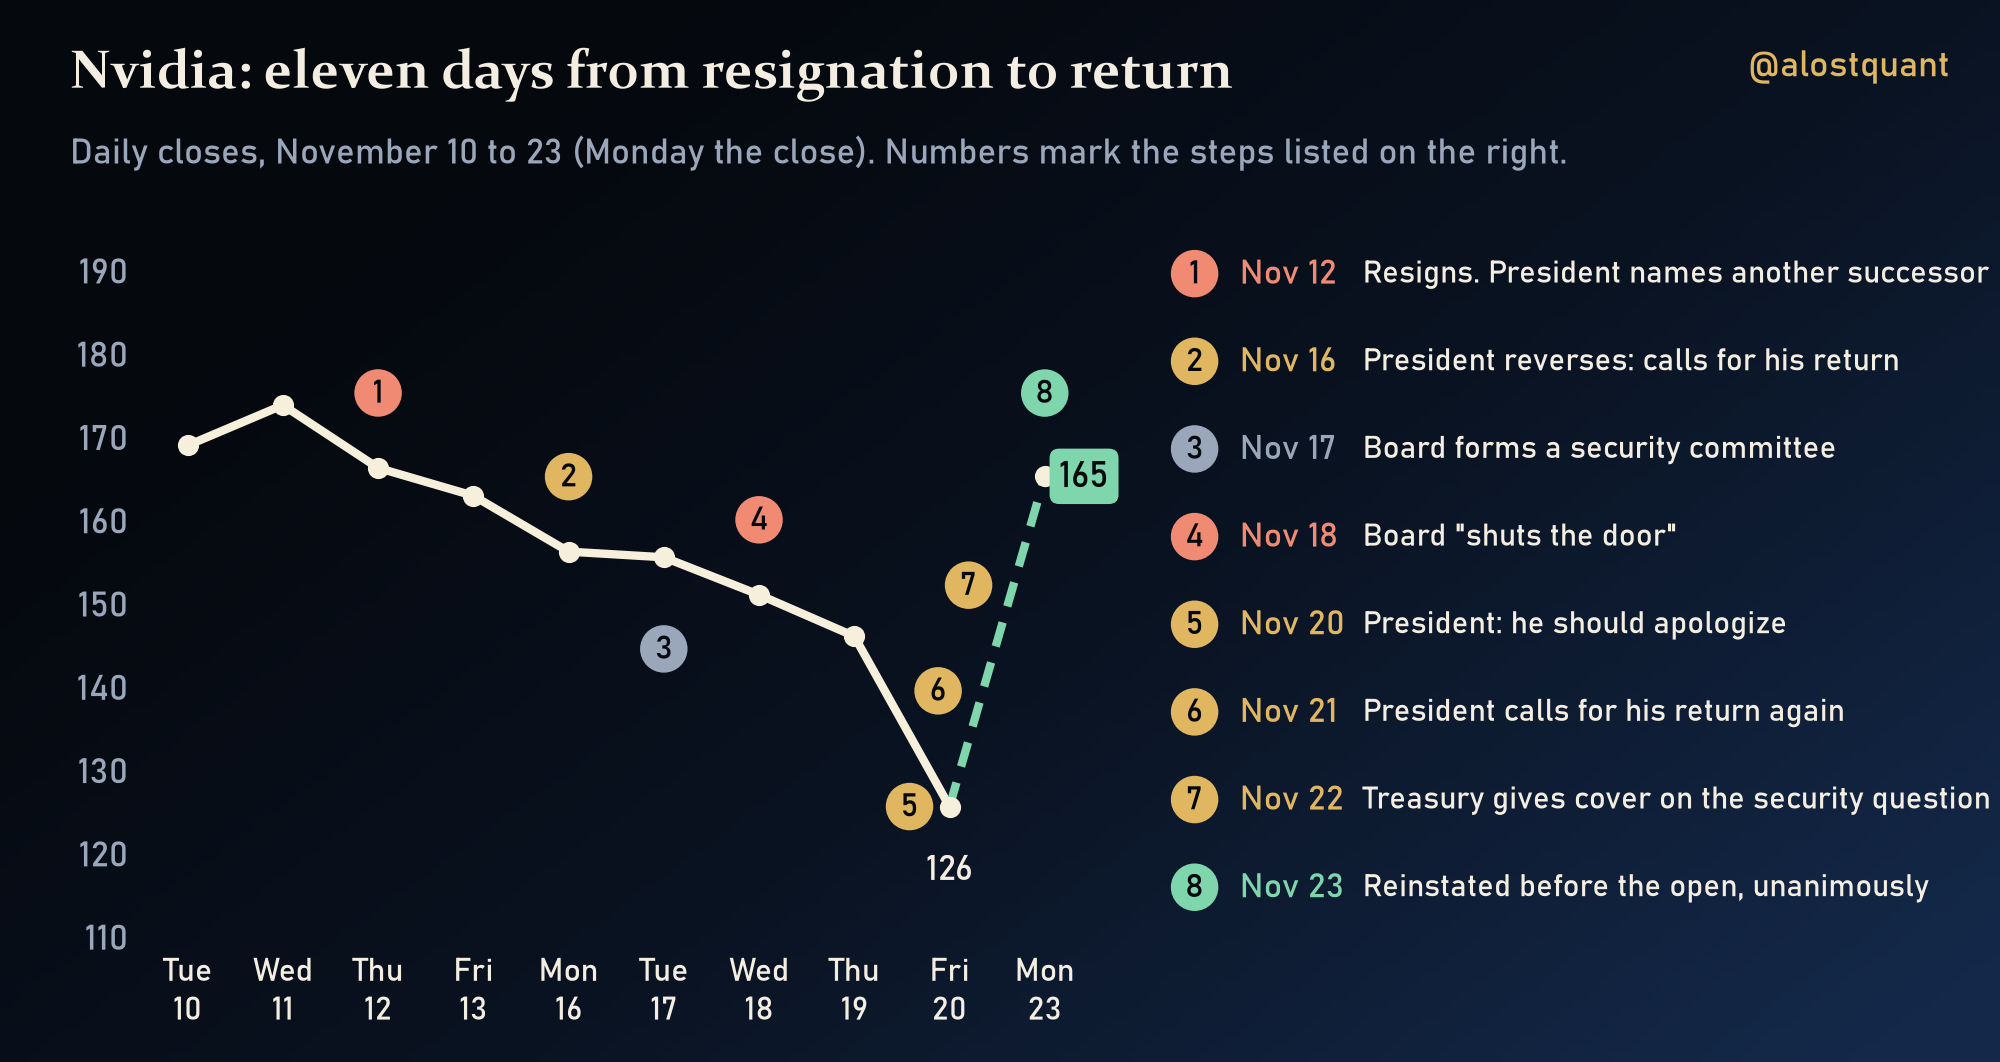 Nvidia: eleven days from resignation to return
@alostquant
Daily closes, November 10 to 23 (Monday the close). Numbers mark the steps listed on the right.
190
180
170
160
150
140
130
120
110
1
2
3
4
5
6
7
8
165
126
Tue 10
Wed 11
Thu 12
Fri 13
Mon 16
Tue 17
Wed 18
Thu 19
Fri 20
Mon 23
1 Nov 12 Resigns. President names another successor
2 Nov 16 President reverses: calls for his return
3 Nov 17 Board forms a security committee
4 Nov 18 Board "shuts the door"
5 Nov 20 President: he should apologize
6 Nov 21 President calls for his return again
7 Nov 22 Treasury gives cover on the security question
8 Nov 23 Reinstated before the open, unanimously